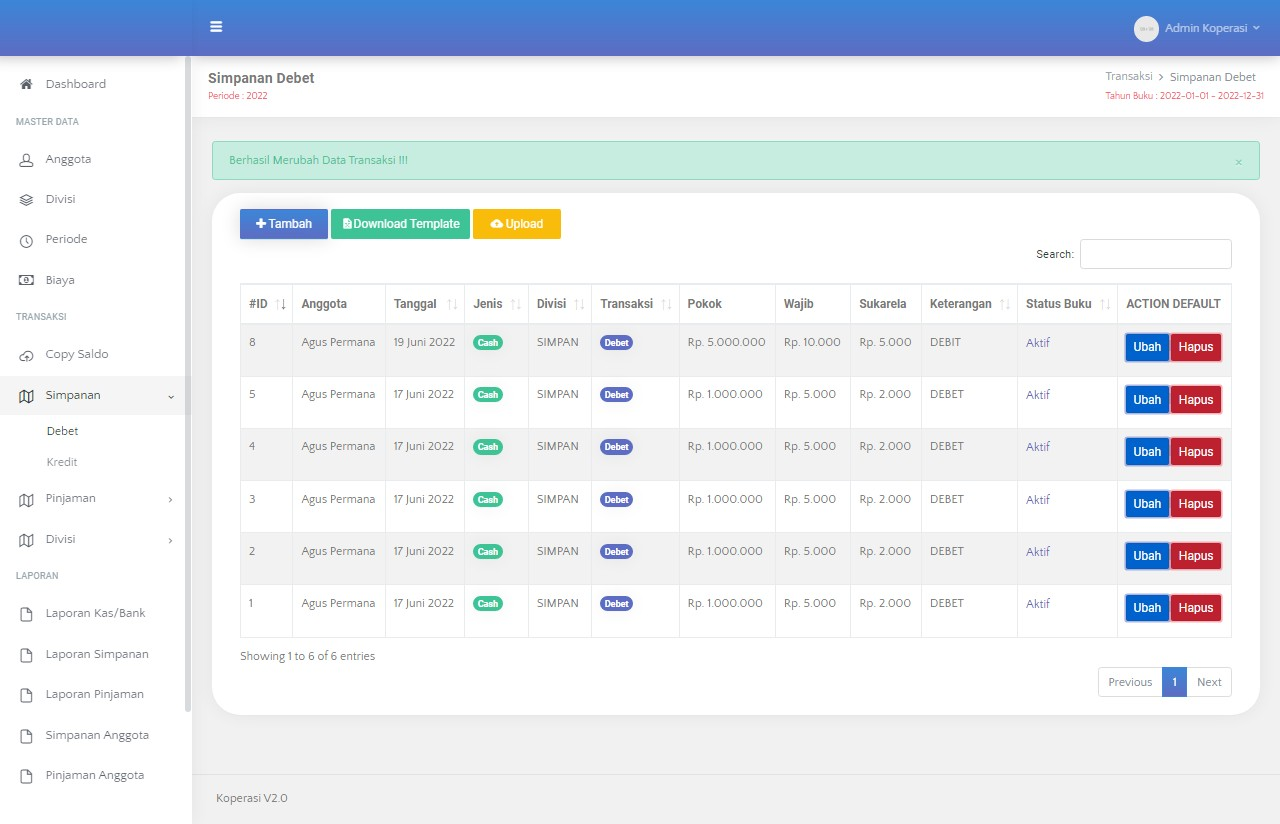 Admin Koperasi
Dashboard
MASTER DATA
Anggota
Divisi
Periode
Biaya
TRANSAKSI
Copy Saldo
Simpanan
Debet
Kredit
Pinjaman
Divisi
LAPORAN
Laporan Kas/Bank
Laporan Simpanan
Laporan Pinjaman
Simpanan Anggota
Pinjaman Anggota
Simpanan Debet
Periode : 2022
Transaksi > Simpanan Debet
Tahun Buku : 2022-01-01 - 2022-12-31
Berhasil Merubah Data Transaksi !!! ×
Tambah Download Template Upload
Search:
#ID Anggota Tanggal Jenis Divisi Transaksi Pokok Wajib Sukarela Keterangan Status Buku ACTION DEFAULT
8 Agus Permana 19 Juni 2022 Cash SIMPAN Debet Rp. 5.000.000 Rp. 10.000 Rp. 5.000 DEBIT Aktif Ubah Hapus
5 Agus Permana 17 Juni 2022 Cash SIMPAN Debet Rp. 1.000.000 Rp. 5.000 Rp. 2.000 DEBET Aktif Ubah Hapus
4 Agus Permana 17 Juni 2022 Cash SIMPAN Debet Rp. 1.000.000 Rp. 5.000 Rp. 2.000 DEBET Aktif Ubah Hapus
3 Agus Permana 17 Juni 2022 Cash SIMPAN Debet Rp. 1.000.000 Rp. 5.000 Rp. 2.000 DEBET Aktif Ubah Hapus
2 Agus Permana 17 Juni 2022 Cash SIMPAN Debet Rp. 1.000.000 Rp. 5.000 Rp. 2.000 DEBET Aktif Ubah Hapus
1 Agus Permana 17 Juni 2022 Cash SIMPAN Debet Rp. 1.000.000 Rp. 5.000 Rp. 2.000 DEBET Aktif Ubah Hapus
Showing 1 to 6 of 6 entries
Previous 1 Next
Koperasi V2.0